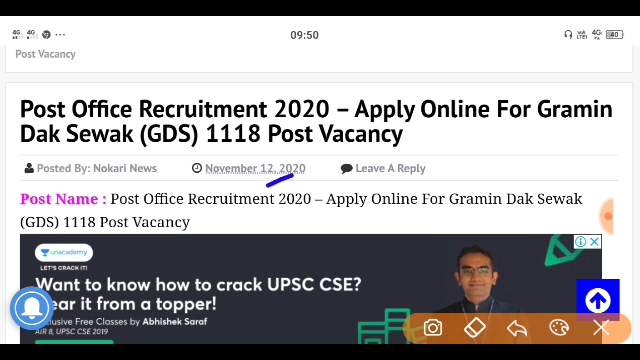 09:50
Post Vacancy
Post Office Recruitment 2020 – Apply Online For Gramin
Dak Sewak (GDS) 1118 Post Vacancy
Posted By: Nokari News November 12, 2020 Leave A Reply
Post Name : Post Office Recruitment 2020 – Apply Online For Gramin Dak Sewak
(GDS) 1118 Post Vacancy
unacademy
LET'S CRACK IT!
Want to know how to crack UPSC CSE?
ear it from a topper!
clusive Free Classes by Abhishek Saraf
AIR 8, UPSC CSE 2019